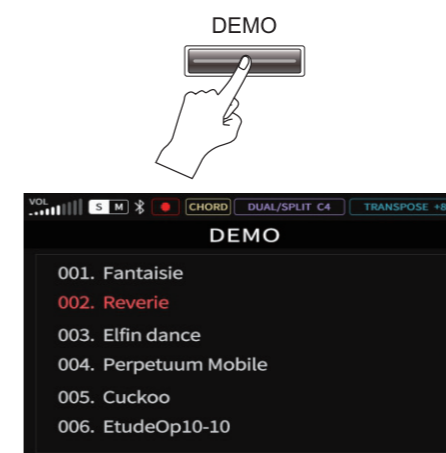 DEMO
VOL S M CHORD DUAL/SPLIT C4 TRANSPOSE +8
DEMO
001. Fantaisie
002. Reverie
003. Elfin dance
004. Perpetuum Mobile
005. Cuckoo
006. EtudeOp10-10